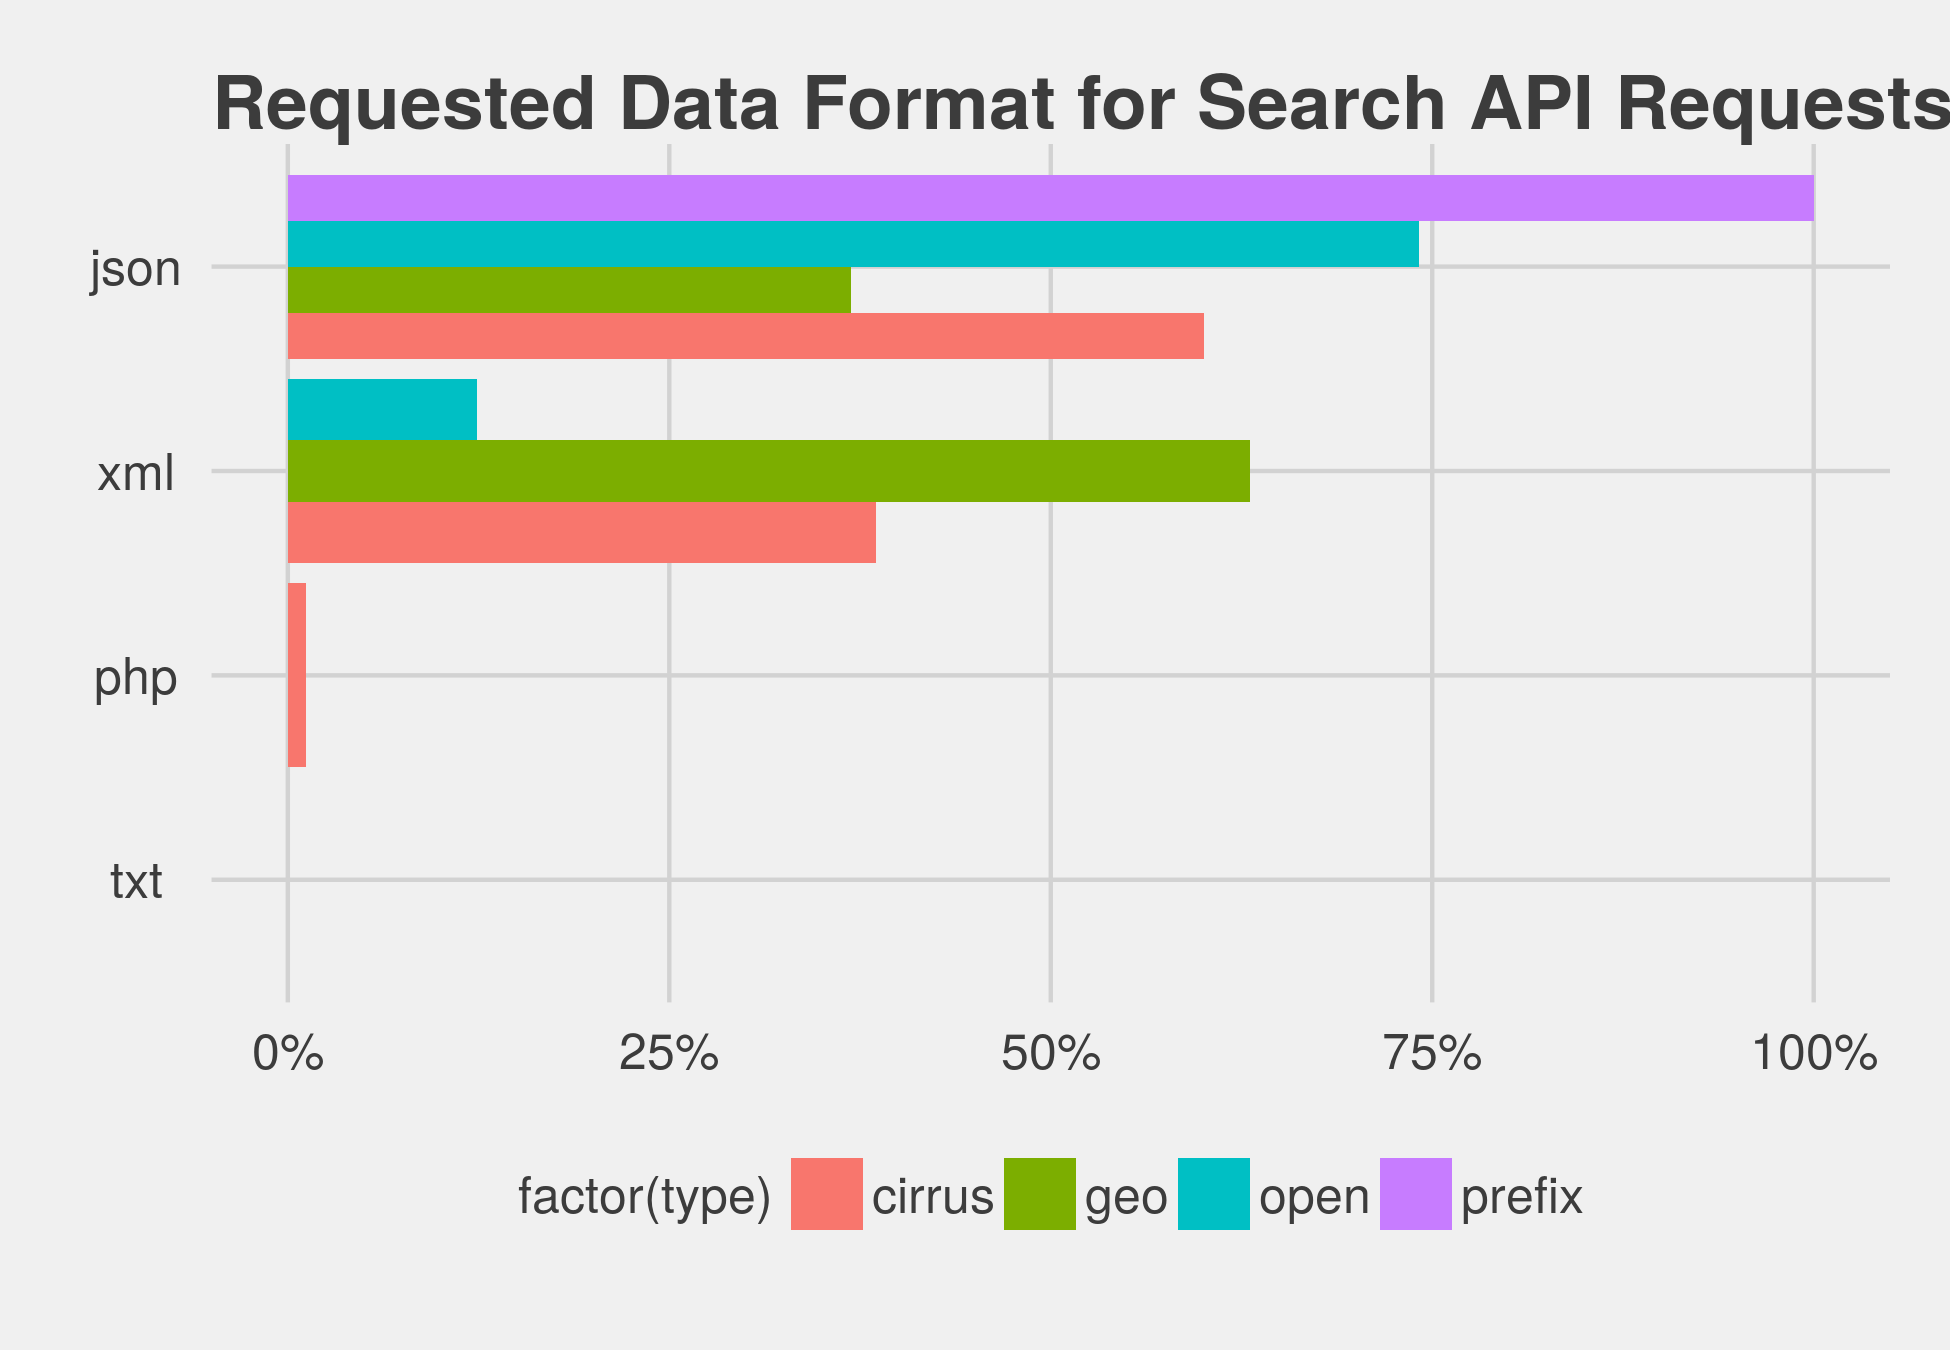 Requested Data Format for Search API Requests
json
xml
php
txt
0% 25% 50% 75% 100%
factor(type) cirrus geo open prefix